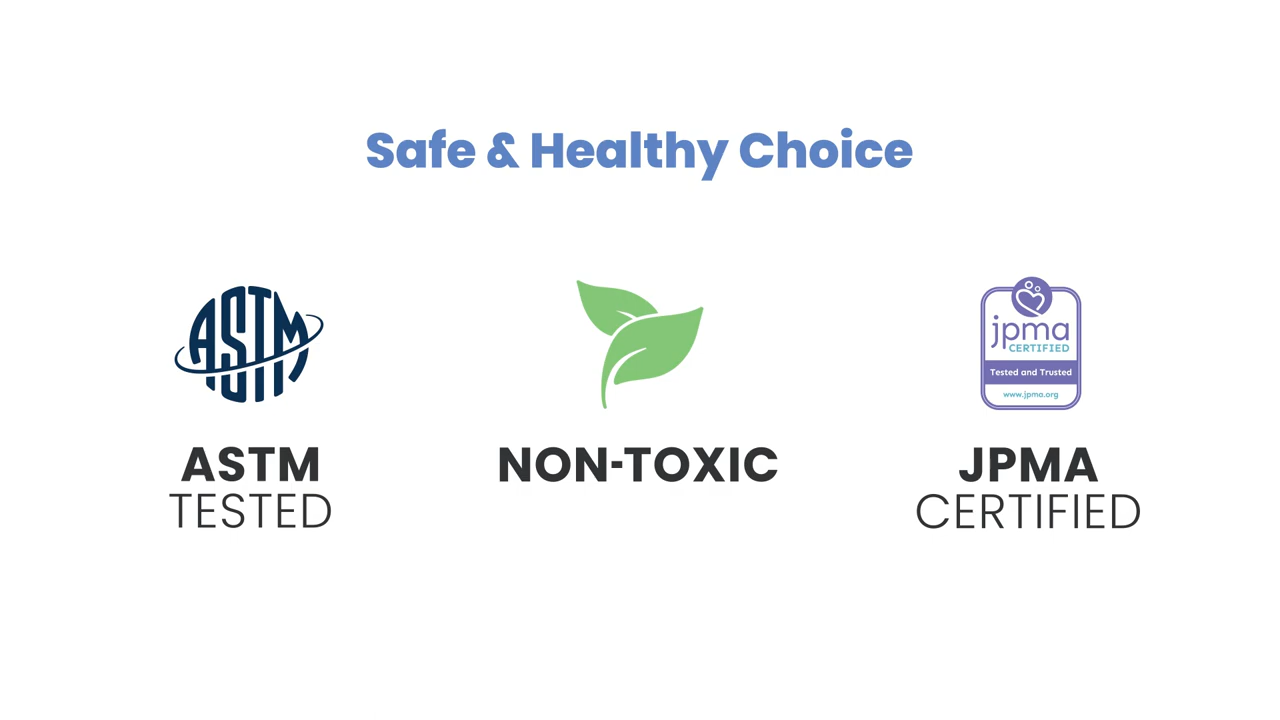 Safe & Healthy Choice
ASTM
ASTM
TESTED
NON-TOXIC
jpma
CERTIFIED
Tested and Trusted
www.jpma.org
JPMA
CERTIFIED